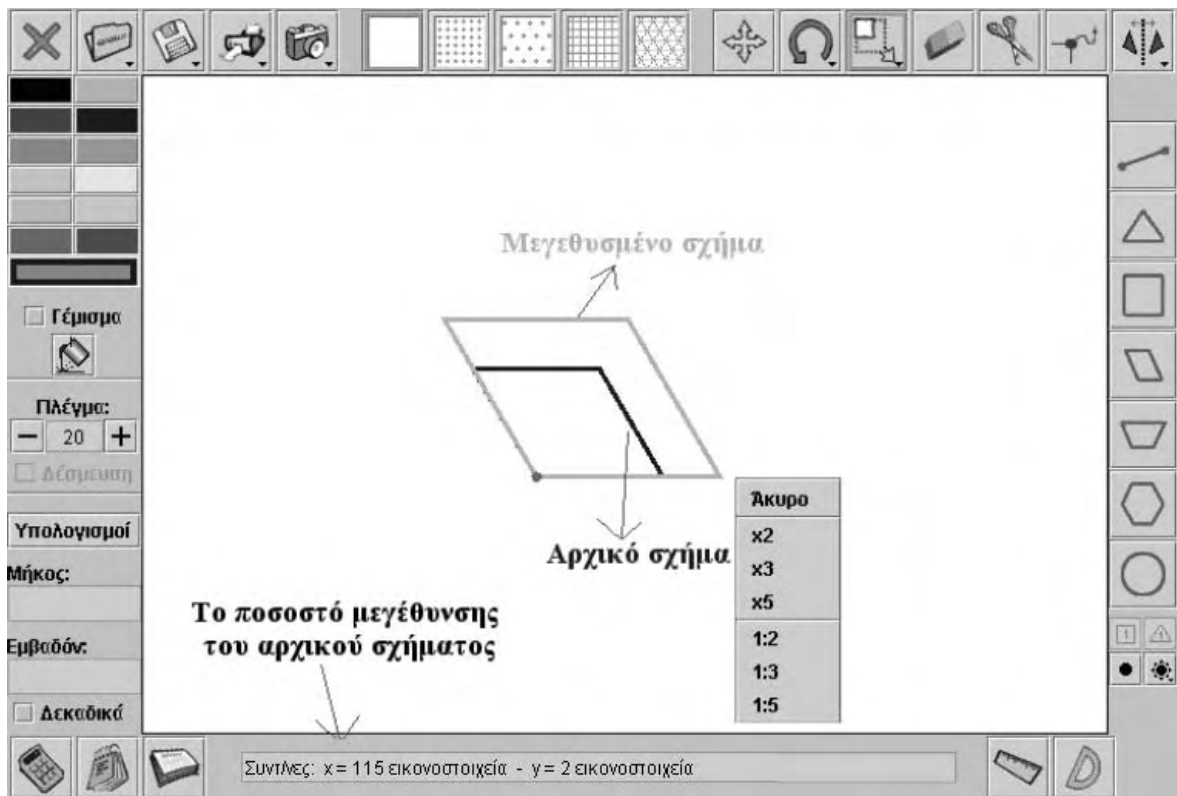 Μεγεθυσμένο σχήμα
Γέμισμα
Πλέγμα:
20
Δέσμευση
Υπολογισμοί
Μήκος:
Εμβαδόν:
Δεκαδικά
Αρχικό σχήμα
Το ποσοστό μεγέθυνσης
του αρχικού σχήματος
Άκυρο
x2
x3
x5
1:2
1:3
1:5
1
Συντ/νες: x = 115 εικονοστοιχεία - y = 2 εικονοστοιχεία